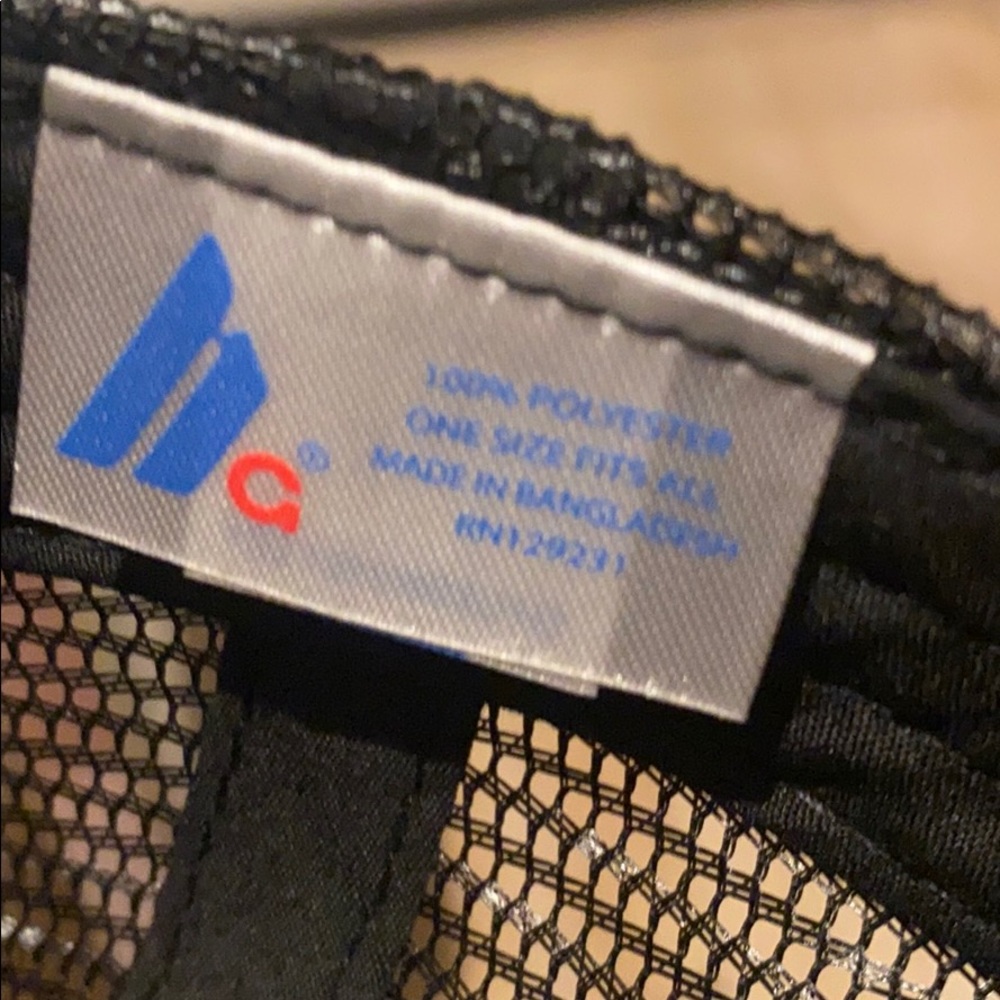 h
®
100% POLYESTER
ONE SIZE FITS ALL
MADE IN BANGLADESH
RN129231